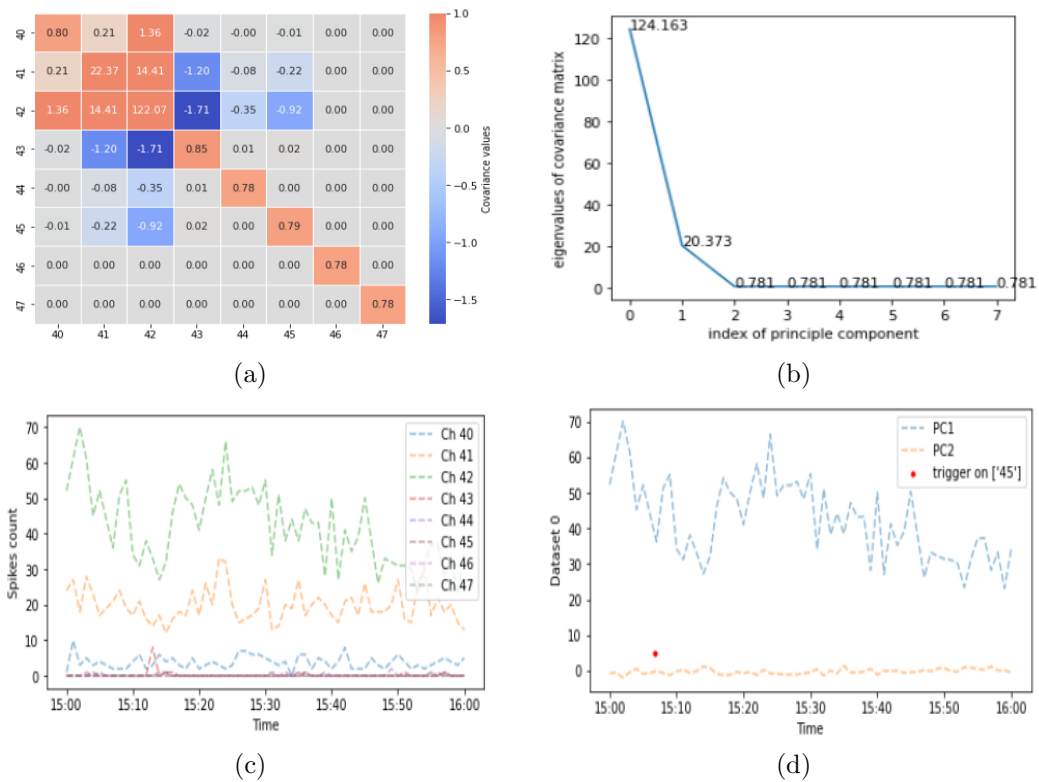 40 0.80 0.21 1.36 -0.02 -0.00 -0.01 0.00 0.00
41 0.21 22.37 14.41 -1.20 -0.08 -0.22 0.00 0.00
42 1.36 14.41 122.07 -1.71 -0.35 -0.92 0.00 0.00
43 -0.02 -1.20 -1.71 0.85 0.01 0.02 0.00 0.00
44 -0.00 -0.08 -0.35 0.01 0.78 0.00 0.00 0.00
45 -0.01 -0.22 -0.92 0.02 0.00 0.79 0.00 0.00
46 0.00 0.00 0.00 0.00 0.00 0.00 0.78 0.00
47 0.00 0.00 0.00 0.00 0.00 0.00 0.00 0.78
40 41 42 43 44 45 46 47
1.0
0.5
0.0
−0.5
−1.0
−1.5
Covariance values
(a)
eigenvalues of covariance matrix
120
100
80
60
40
20
0
124.163
20.373
0.781 0.781 0.781 0.781 0.781 0.781
0 1 2 3 4 5 6 7
index of principle component
(b)
Spikes count
70
60
50
40
30
20
10
0
Ch 40
Ch 41
Ch 42
Ch 43
Ch 44
Ch 45
Ch 46
Ch 47
15:00 15:10 15:20 15:30 15:40 15:50 16:00
Time
(c)
Dataset 0
70
60
50
40
30
20
10
0
PC1
PC2
trigger on ['45']
15:00 15:10 15:20 15:30 15:40 15:50 16:00
Time
(d)